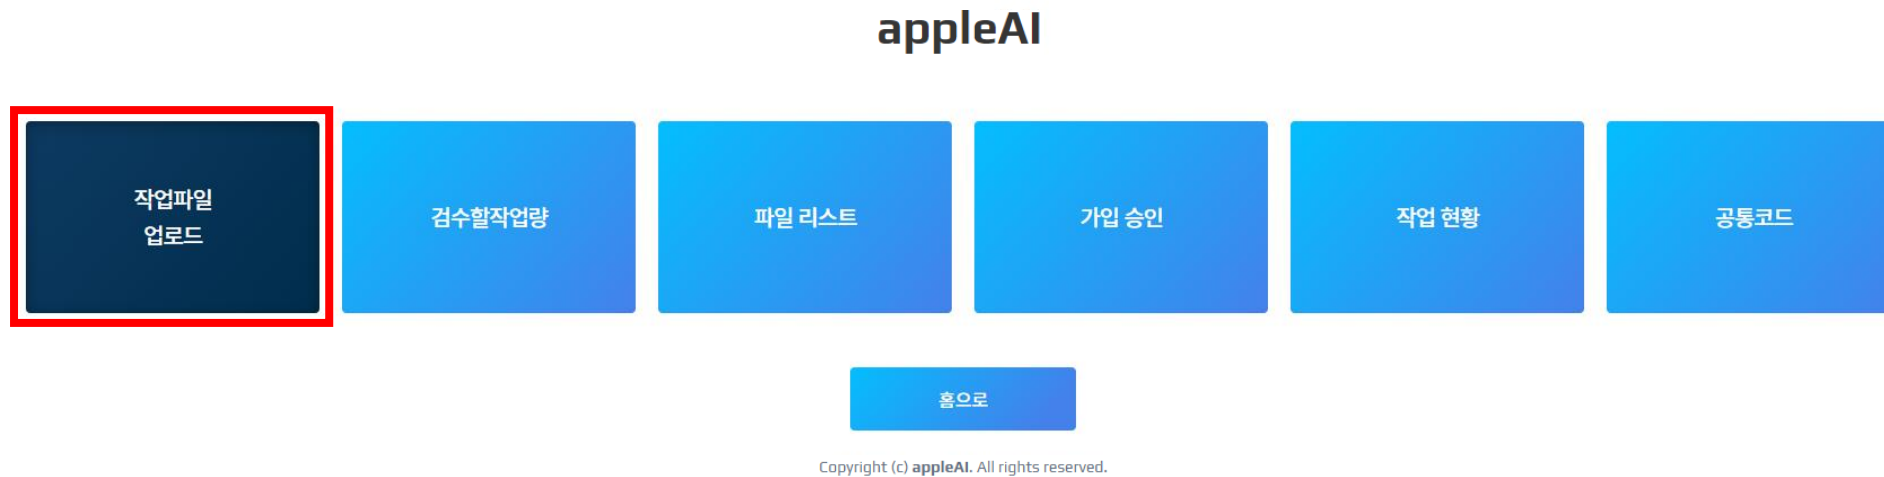 appleAI
작업파일
업로드
검수할작업량
파일 리스트
가입 승인
작업 현황
공통코드
홈으로
Copyright (c) appleAI. All rights reserved.